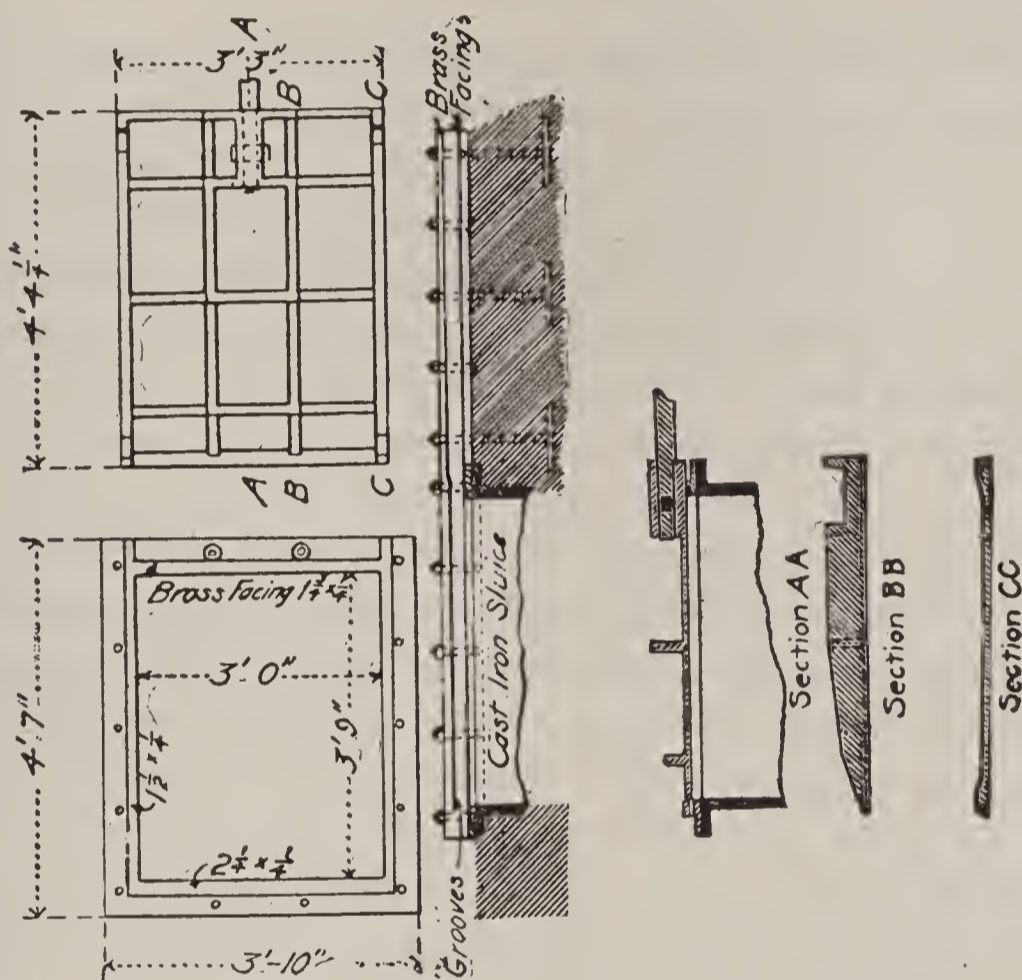 3' 3"
A
B
C
4' 4 1/4"
A
B
C
Brass
Facings
4' 7"
Brass Facing 1 3/4 x 1/4"
3' 0"
3' 9"
1 1/2 x 1/4
2 1/4 x
3'-10"
Grooves
Cast Iron Sluice
Section AA
Section BB
Section CC